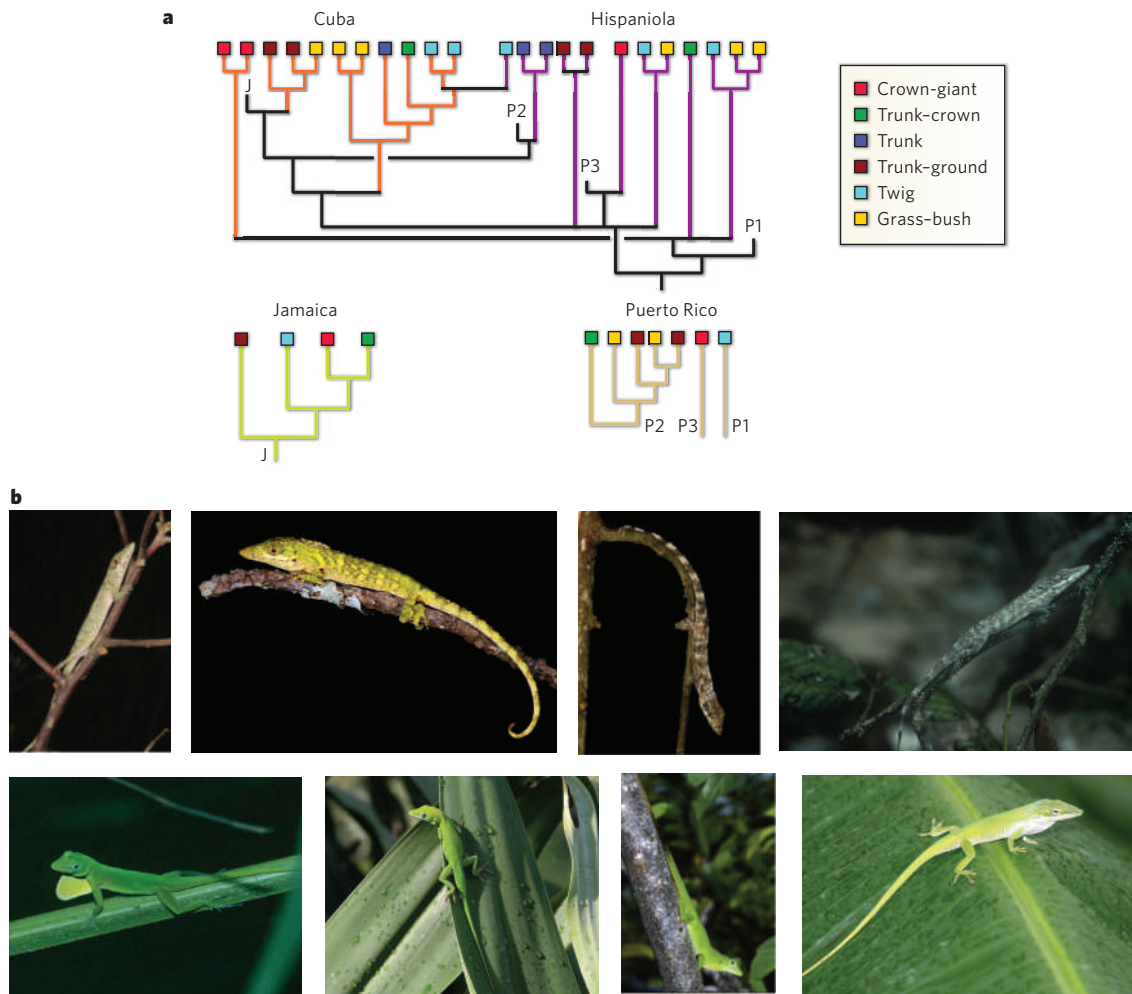 a
Cuba
Hispaniola
J
P2
P3
P1
Crown-giant
Trunk–crown
Trunk
Trunk–ground
Twig
Grass–bush
Jamaica
Puerto Rico
J
P2
P3
P1
b